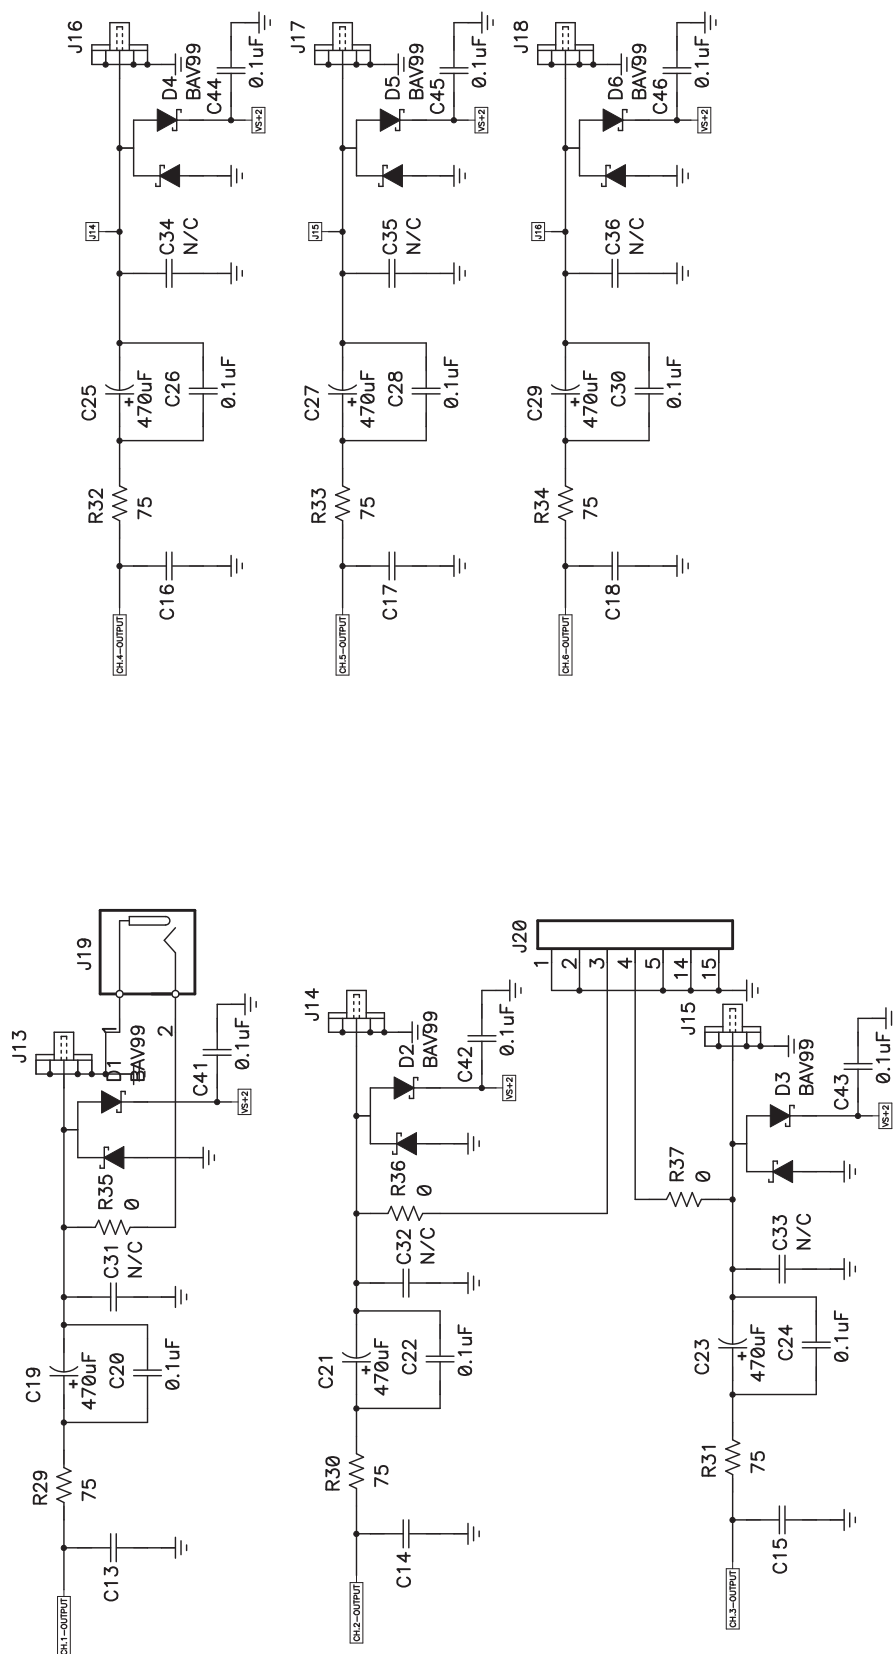 CH.1-OUTPUT
C13
R29
75
C19
+
470uF
C20
0.1uF
C31
N/C
R35
0
D1
BAV99
C41
0.1uF
VS+2
J13
J19
1
2
CH.2-OUTPUT
C14
R30
75
C21
+
470uF
C22
0.1uF
C32
N/C
R36
0
D2
BAV99
C42
0.1uF
VS+2
J14
J20
1
2
3
4
5
14
15
CH.3-OUTPUT
C15
R31
75
C23
+
470uF
C24
0.1uF
C33
N/C
R37
0
D3
BAV99
C43
0.1uF
VS+2
J15
CH.4-OUTPUT
C16
R32
75
C25
+
470uF
C26
0.1uF
J14
C34
N/C
D4
BAV99
C44
0.1uF
VS+2
J16
CH.5-OUTPUT
C17
R33
75
C27
+
470uF
C28
0.1uF
J15
C35
N/C
D5
BAV99
C45
0.1uF
VS+2
J17
CH.6-OUTPUT
C18
R34
75
C29
+
470uF
C30
0.1uF
J16
C36
N/C
D6
BAV99
C46
0.1uF
VS+2
J18